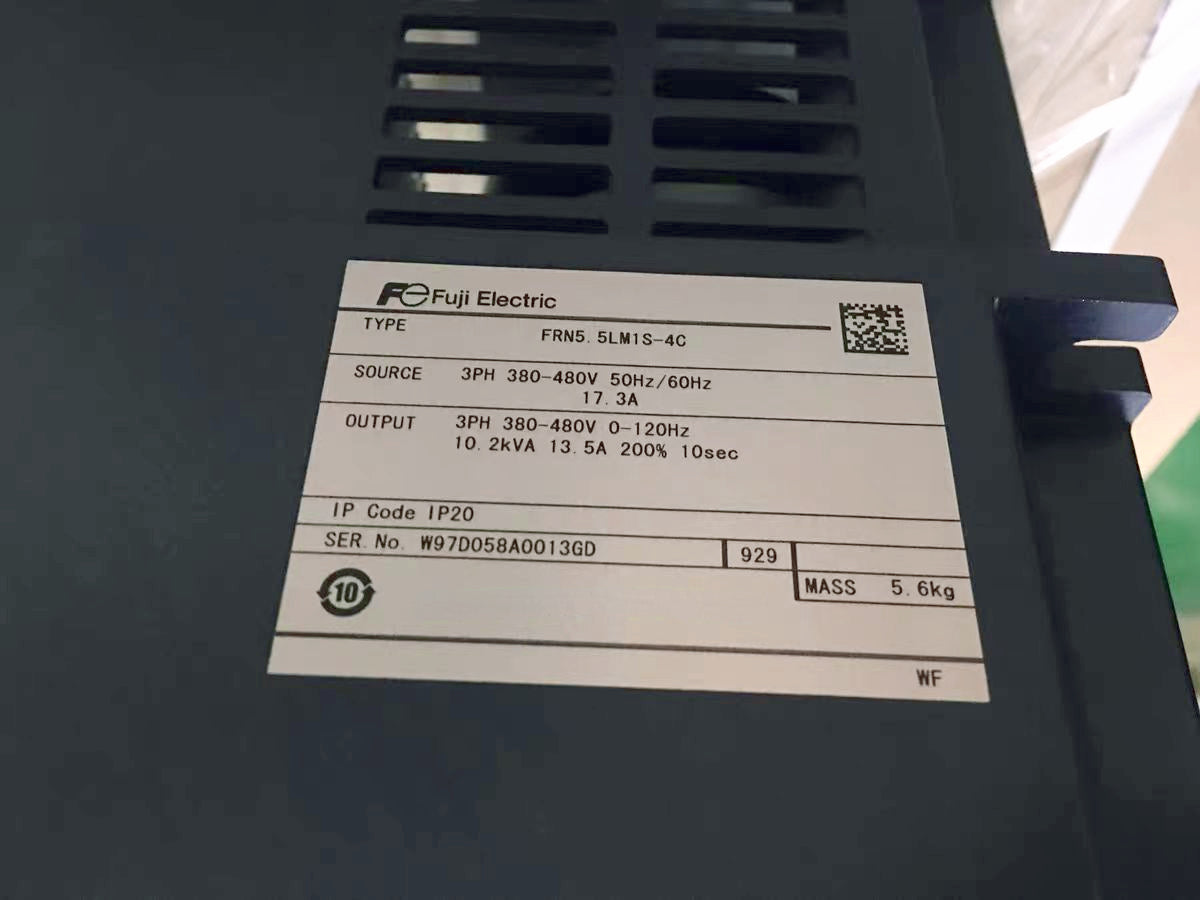 Fe Fuji Electric
TYPE FRN5.5LM1S-4C
SOURCE 3PH 380-480V 50Hz/60Hz
17.3A
OUTPUT 3PH 380-480V 0-120Hz
10.2kVA 13.5A 200% 10sec
IP Code IP20
SER.No. W97D058A0013GD 929
MASS 5.6kg
10
WF